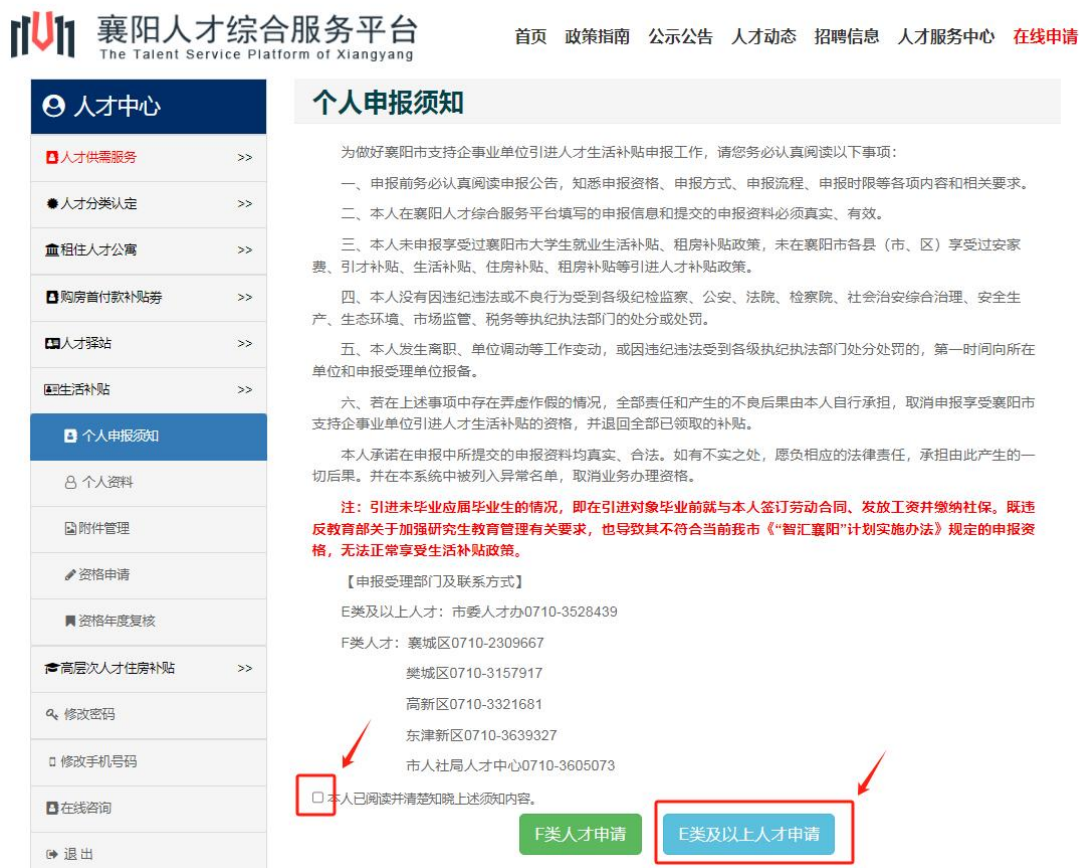 襄阳人才综合服务平台
The Talent Service Platform of Xiangyang
首页 政策指南 公示公告 人才动态 招聘信息 人才服务中心 在线申请
人才中心
人才供需服务 >>
人才分类认定 >>
租住人才公寓 >>
购房首付款补贴劵 >>
人才驿站 >>
生活补贴 >>
个人申报须知
个人资料
附件管理
资格申请
资格年度复核
高层次人才住房补贴 >>
修改密码
修改手机号码
在线咨询
退出
个人申报须知
为做好襄阳市支持企事业单位引进人才生活补贴申报工作，请您务必认真阅读以下事项：
一、申报前务必认真阅读申报公告，知悉申报资格、申报方式、申报流程、申报时限等各项内容和相关要求。
二、本人在襄阳人才综合服务平台填写的申报信息和提交的申报资料必须真实、有效。
三、本人未申报享受过襄阳市大学生就业生活补贴、租房补贴政策，未在襄阳市各县（市、区）享受过安家
费、引才补贴、生活补贴、住房补贴、租房补贴等引进人才补贴政策。
四、本人没有因违纪违法或不良行为受到各级纪检监察、公安、法院、检察院、社会治安综合治理、安全生
产、生态环境、市场监管、税务等执纪执法部门的处分或处罚。
五、本人发生离职、单位调动等工作变动，或因违纪违法受到各级执纪执法部门处分处罚的，第一时间向所在
单位和申报受理单位报备。
六、若在上述事项中存在弄虚作假的情况，全部责任和产生的不良后果由本人自行承担，取消申报享受襄阳市
支持企事业单位引进人才生活补贴的资格，并退回全部已领取的补贴。
本人承诺在申报中所提交的申报资料均真实、合法。如有不实之处，愿负相应的法律责任，承担由此产生的一
切后果。并在本系统中被列入异常名单，取消业务办理资格。
注：引进未毕业应届毕业生的情况，即在引进对象毕业前就与本人签订劳动合同、发放工资并缴纳社保。既违
反教育部关于加强研究生教育管理有关要求，也导致其不符合当前我市《“智汇襄阳”计划实施办法》规定的申报资
格，无法正常享受生活补贴政策。
【申报受理部门及联系方式】
E类及以上人才：市委人才办0710-3528439
F类人才：襄城区0710-2309667
樊城区0710-3157917
高新区0710-3321681
东津新区0710-3639327
市人社局人才中心0710-3605073
本人已阅读并清楚知晓上述须知内容。
F类人才申请 E类及以上人才申请